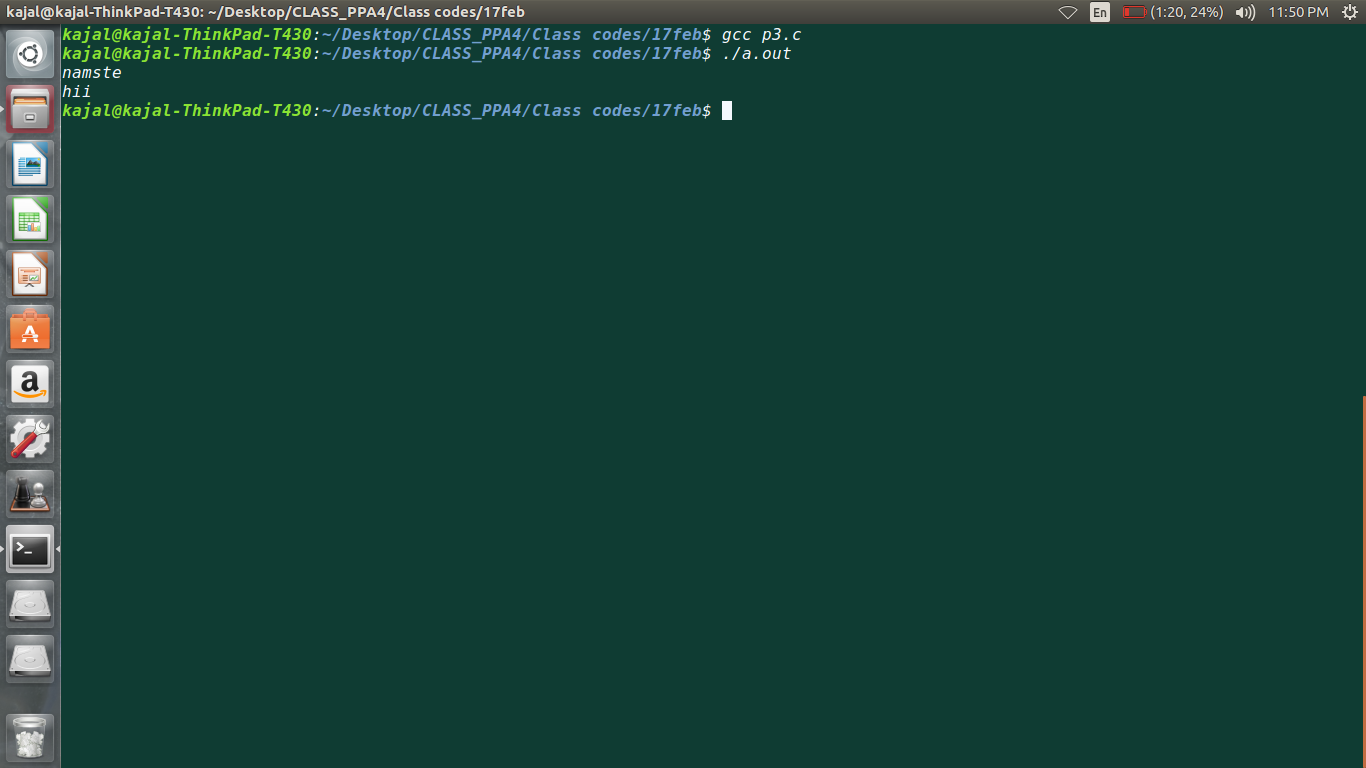 kajal@kajal-ThinkPad-T430: ~/Desktop/CLASS_PPA4/Class codes/17feb
En (1:20, 24%) 11:50 PM
kajal@kajal-ThinkPad-T430:~/Desktop/CLASS_PPA4/Class codes/17feb$ gcc p3.c
kajal@kajal-ThinkPad-T430:~/Desktop/CLASS_PPA4/Class codes/17feb$ ./a.out
namste
hii
kajal@kajal-ThinkPad-T430:~/Desktop/CLASS_PPA4/Class codes/17feb$
A
a
>_